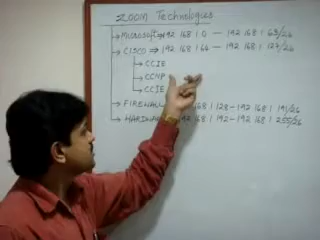 ZOOM Technologies
Microsoft→192.168.1.0 — 192.168.1.63/26
CISCO ⇒ 192.168.1.64 — 192.168.1.127/26
CCIE
CCNP
CCIE
FIREWALL 168.1.128 — 192.168.1.191/26
192.168.1.192 — 192.168.1.255/26